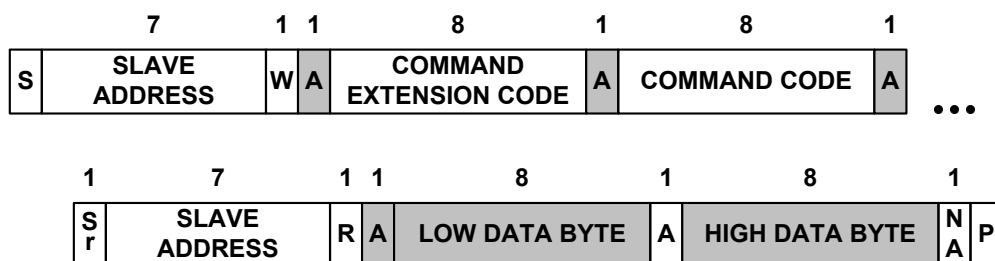 7 1 1 8 1 8 1
S SLAVE ADDRESS W A COMMAND EXTENSION CODE A COMMAND CODE A
...
1 7 1 1 8 1 8 1
Sr SLAVE ADDRESS R A LOW DATA BYTE A HIGH DATA BYTE NA P